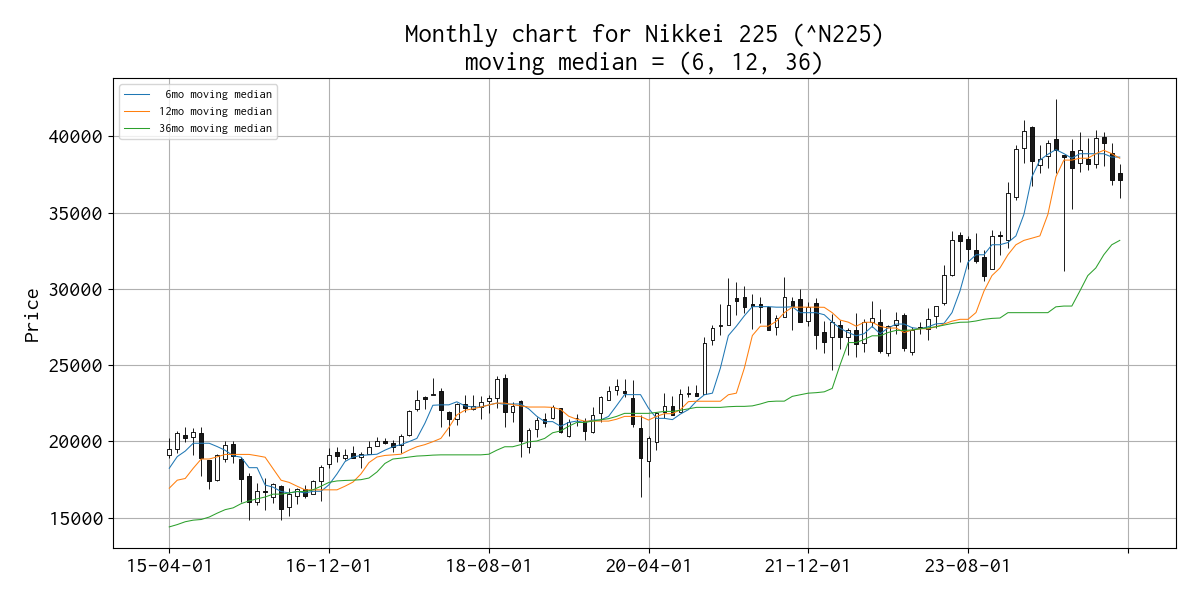 Monthly chart for Nikkei 225 (^N225)
moving median = (6, 12, 36)
6mo moving median
12mo moving median
36mo moving median
Price
40000
35000
30000
25000
20000
15000
15-04-01
16-12-01
18-08-01
20-04-01
21-12-01
23-08-01